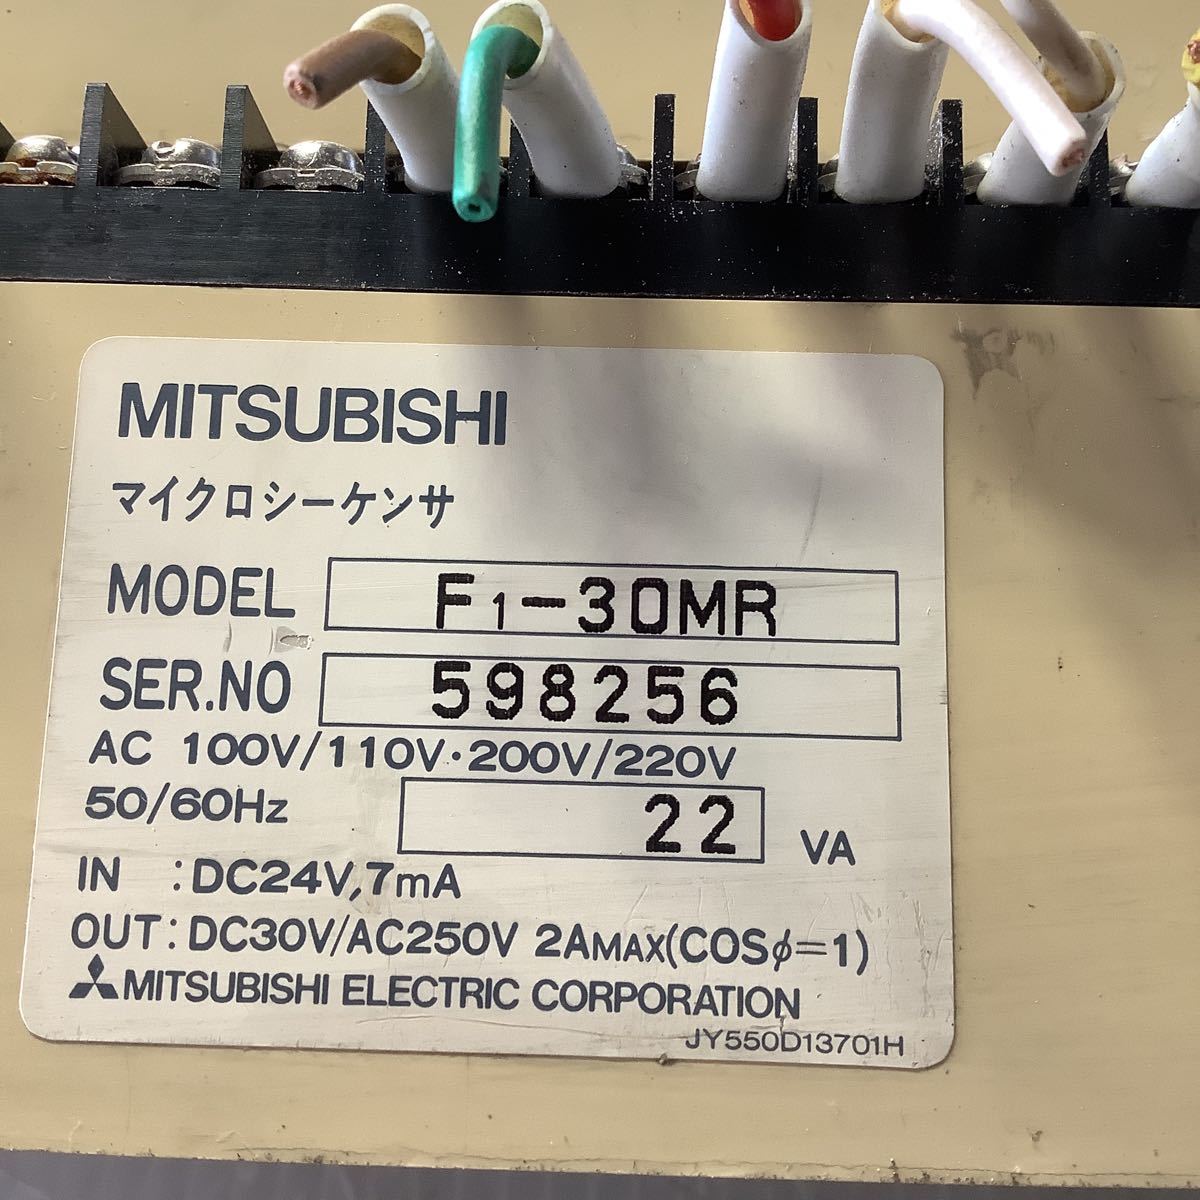 MITSUBISHI
マイクロシーケンサ
MODEL F1-30MR
SER.NO 598256
AC 100V/110V・200V/220V
50/60Hz 22 VA
IN :DC24V,7mA
OUT:DC30V/AC250V 2AMAX(COSϕ=1)
MITSUBISHI ELECTRIC CORPORATION
JY550D13701H